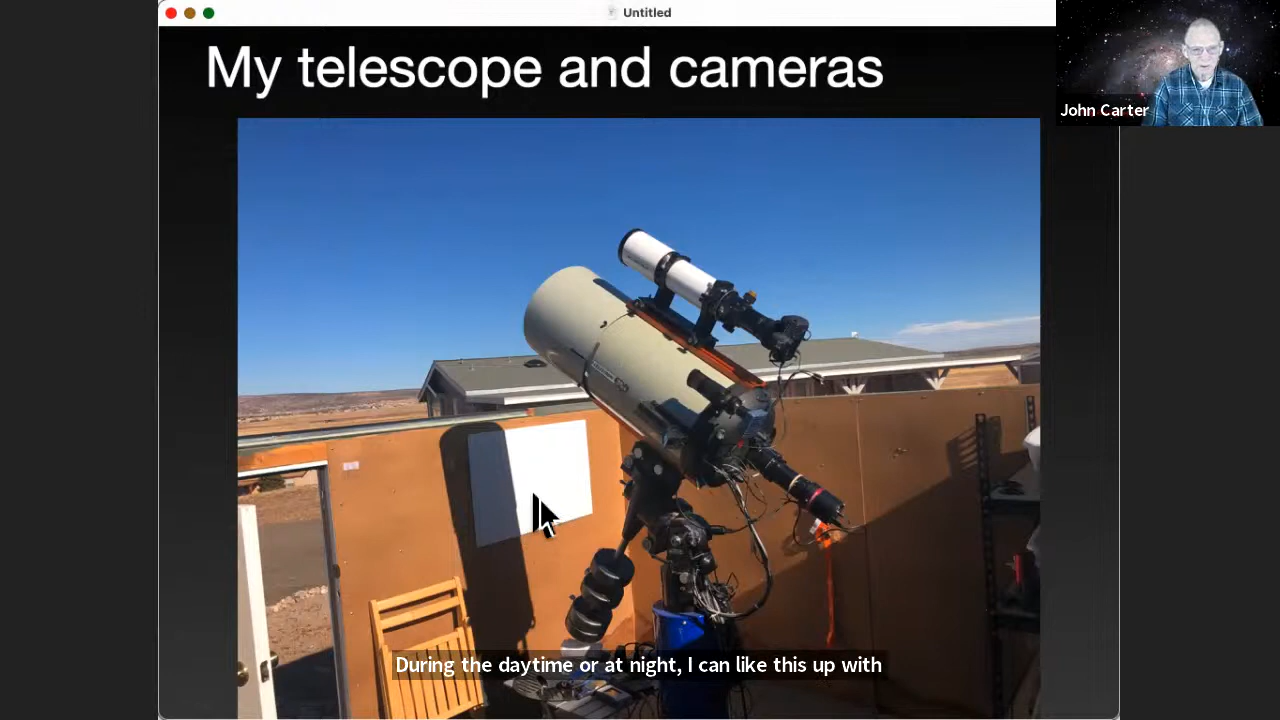 Untitled
My telescope and cameras
John Carter
During the daytime or at night, I can like this up with